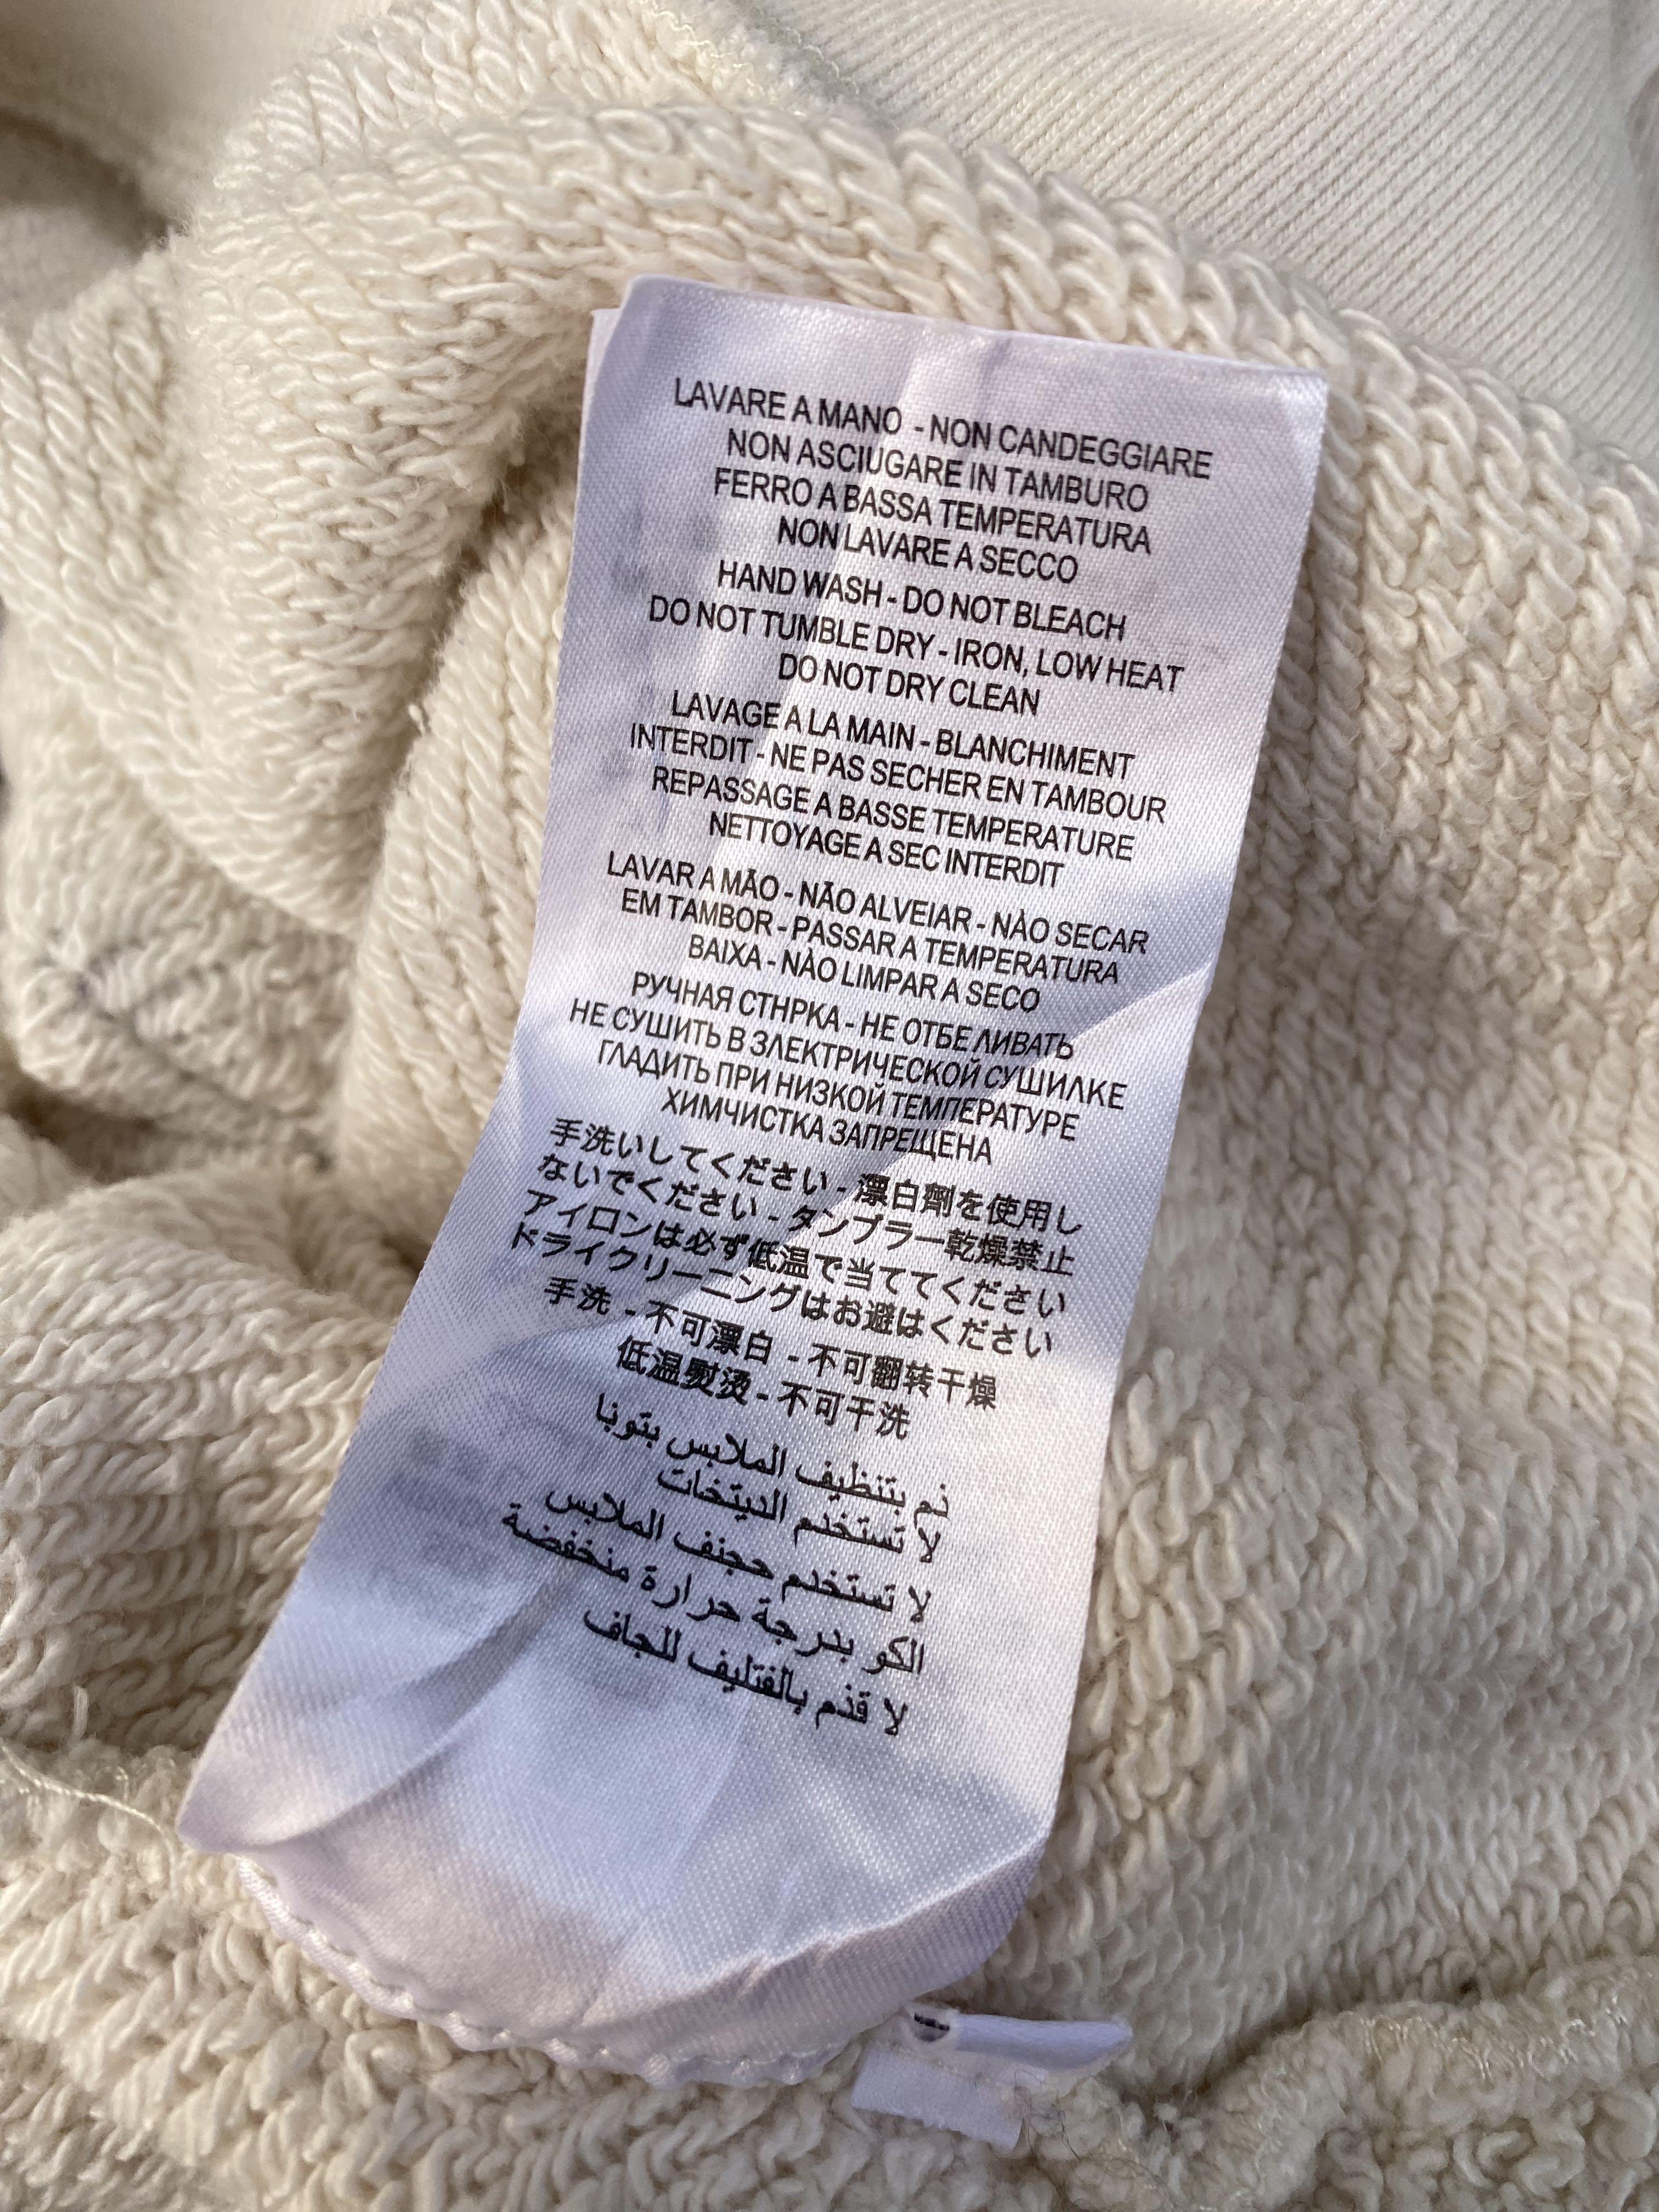 LAVARE A MANO - NON CANDEGGIARE
NON ASCIUGARE IN TAMBURO
FERRO A BASSA TEMPERATURA
NON LAVARE A SECCO
HAND WASH - DO NOT BLEACH
DO NOT TUMBLE DRY - IRON, LOW HEAT
DO NOT DRY CLEAN
LAVAGE A LA MAIN - BLANCHIMENT
INTERDIT - NE PAS SECHER EN TAMBOUR
REPASSAGE A BASSE TEMPERATURE
NETTOYAGE A SEC INTERDIT
LAVAR A MÃO - NÃO ALVEIAR - NÀO SECAR
EM TAMBOR - PASSAR A TEMPERATURA
BAIXA - NÀO LIMPAR A SECO
РУЧНАЯ СТНРКА - НЕ ОТБЕ ЛИВАТЬ
НЕ СУШИТЬ В ЗЛЕКТРИЧЕСКОЙ СУШИЛКЕ
ГЛАДИТЬ ПРИ НИЗКОЙ ТЕМПЕРАТУРЕ
ХИМЧИСТКА ЗАПРЕЩЕНА
手洗いしてください - 漂白劑を使用し
ないでください - タンブラー乾燥禁止
アイロンは必ず低温で当ててください
ドライクリーニングはお避はください
手洗 - 不可漂白 - 不可翻转干燥
低温熨烫 - 不可干洗
نم بتنظيف الملابس بتونا
لا تستخدم الديتخات
لا تستخدم حجنف الملابس
الكو بدرجة حرارة منخفضة
لا قذم بالفتليف للجاف